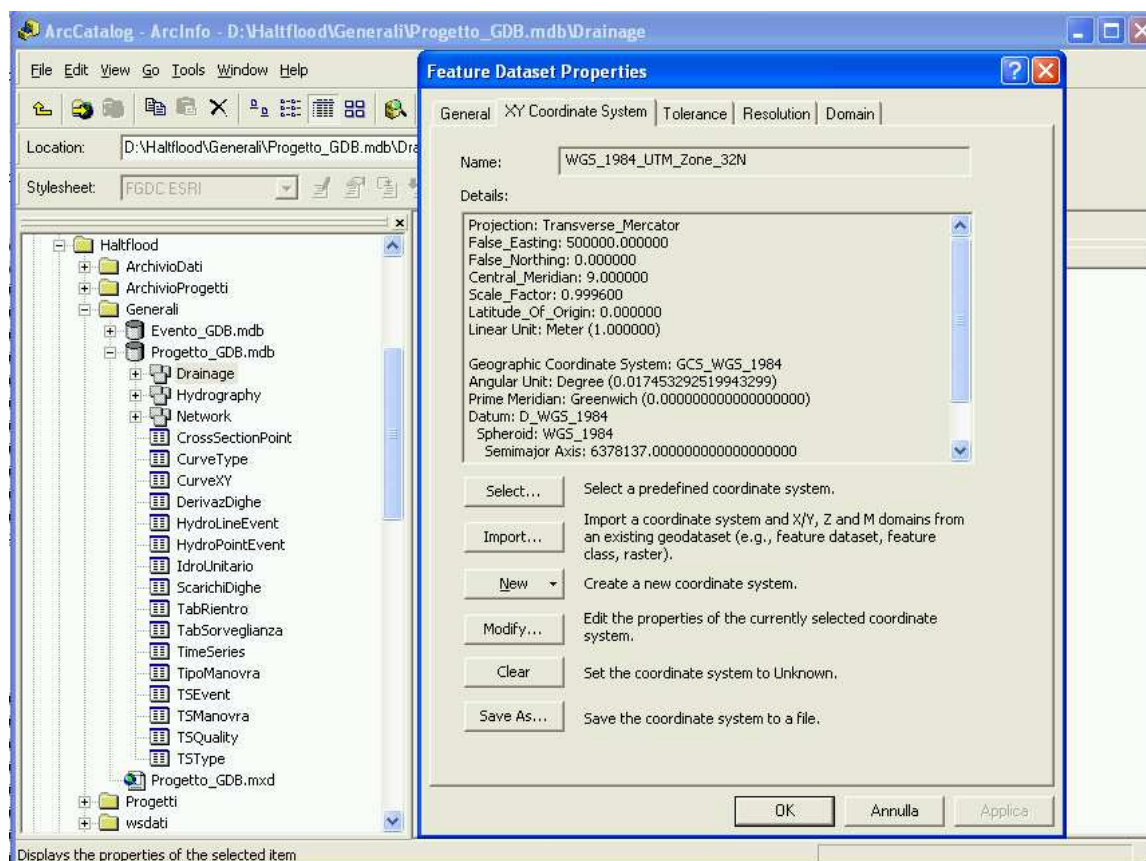 ArcCatalog - ArcInfo - D:\Haltflood\Generali\Progetto_GDB.mdb\Drainage
File Edit View Go Tools Window Help
Location: D:\Haltflood\Generali\Progetto_GDB.mdb\Dra
Stylesheet: FGDC ESRI
Haltflood
ArchivioDati
ArchivioProgetti
Generali
Evento_GDB.mdb
Progetto_GDB.mdb
Drainage
Hydrography
Network
CrossSectionPoint
CurveType
CurveXY
DerivazDighe
HydroLineEvent
HydroPointEvent
IdroUnitario
ScarichiDighe
TabRientro
TabSorveglianza
TimeSeries
TipoManovra
TSEvent
TSManovra
TSQuality
TSType
Progetto_GDB.mxd
Progetti
wsdati
Displays the properties of the selected item
Feature Dataset Properties
General XY Coordinate System Tolerance Resolution Domain
Name: WGS_1984_UTM_Zone_32N
Details:
Projection: Transverse_Mercator
False_Easting: 500000.000000
False_Northing: 0.000000
Central_Meridian: 9.000000
Scale_Factor: 0.999600
Latitude_Of_Origin: 0.000000
Linear Unit: Meter (1.000000)
Geographic Coordinate System: GCS_WGS_1984
Angular Unit: Degree (0.017453292519943299)
Prime Meridian: Greenwich (0.000000000000000000)
Datum: D_WGS_1984
Spheroid: WGS_1984
Semimajor Axis: 6378137.000000000000000000
Select... Select a predefined coordinate system.
Import... Import a coordinate system and X/Y, Z and M domains from
an existing geodataset (e.g., feature dataset, feature
class, raster).
New Create a new coordinate system.
Modify... Edit the properties of the currently selected coordinate
system.
Clear Set the coordinate system to Unknown.
Save As... Save the coordinate system to a file.
OK Annulla Applica